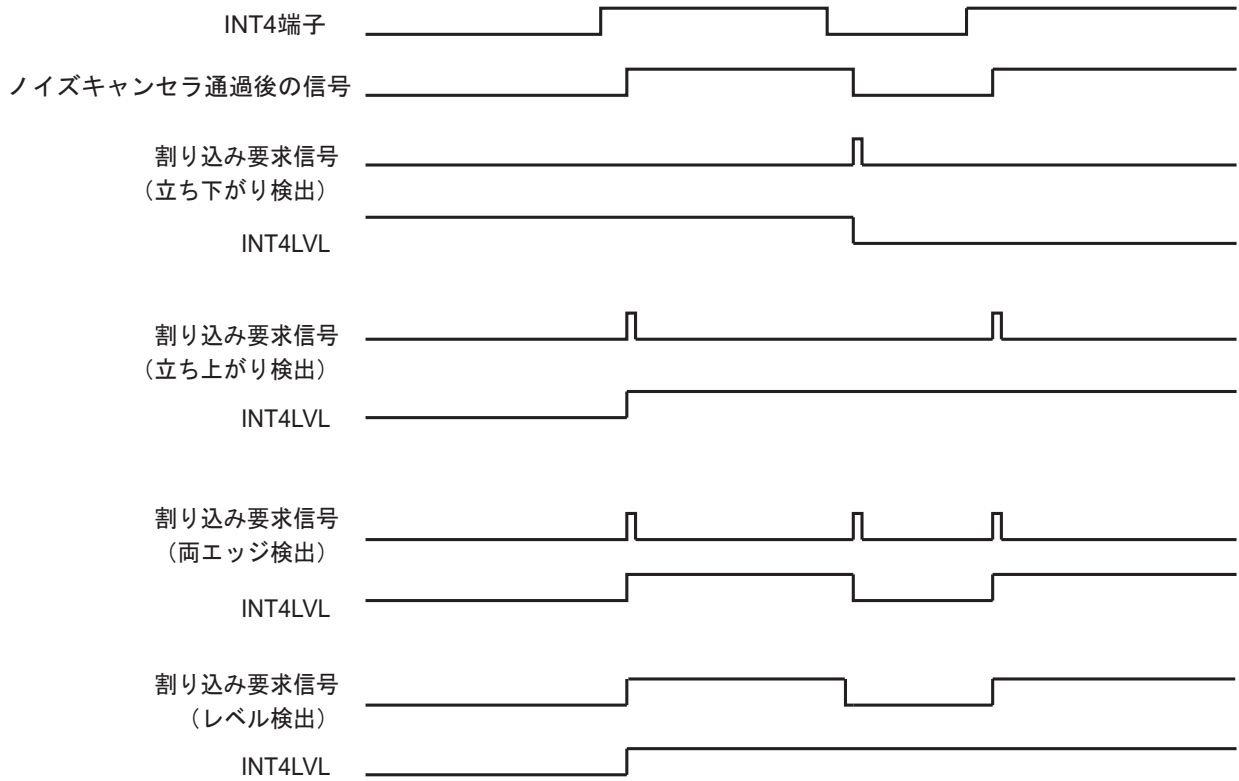 INT4端子
ノイズキャンセラ通過後の信号
割り込み要求信号
（立ち下がり検出）
INT4LVL
割り込み要求信号
（立ち上がり検出）
INT4LVL
割り込み要求信号
（両エッジ検出）
INT4LVL
割り込み要求信号
（レベル検出）
INT4LVL